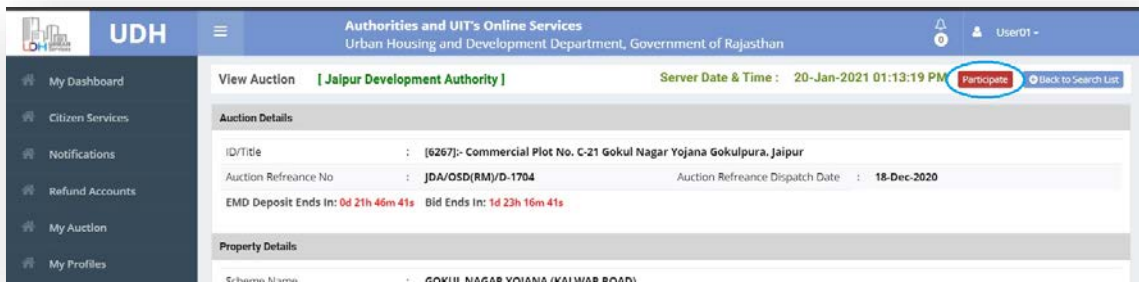 UDH
UDH
Authorities and UIT's Online Services
Urban Housing and Development Department, Government of Rajasthan
0
User01
My Dashboard
Citizen Services
Notifications
Refund Accounts
My Auction
My Profiles
View Auction [ Jaipur Development Authority ] Server Date & Time : 20-Jan-2021 01:13:19 PM Participate Back to Search List
Auction Details
ID/Title : [6267]:- Commercial Plot No. C-21 Gokul Nagar Yojana Gokulpura, Jaipur
Auction Refreance No : JDA/OSD(RM)/D-1704 Auction Refreance Dispatch Date : 18-Dec-2020
EMD Deposit Ends In: 0d 21h 46m 41s Bid Ends In: 1d 23h 16m 41s
Property Details
Scheme Name : GOKUL NAGAR YOJANA (KALWAR ROAD)